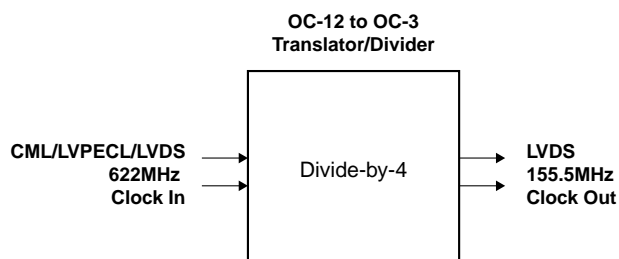 OC-12 to OC-3
Translator/Divider
CML/LVPECL/LVDS
622MHz
Clock In
Divide-by-4
LVDS
155.5MHz
Clock Out